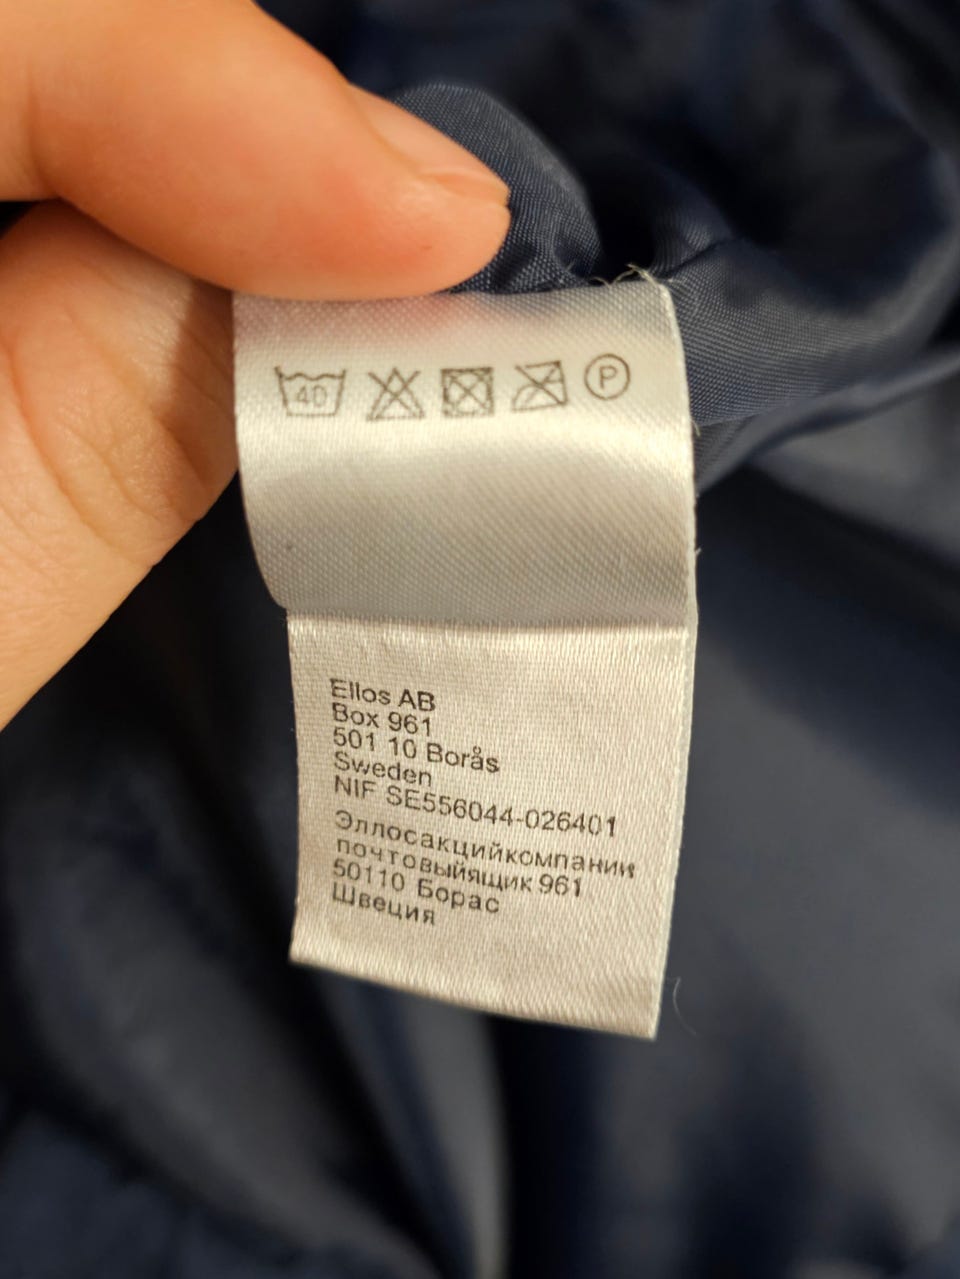 40
P
Ellos AB
Box 961
501 10 Borås
Sweden
NIF SE556044-026401
Эллосакцийкомпании
почтовыйящик 961
50110 Борас
Швеция